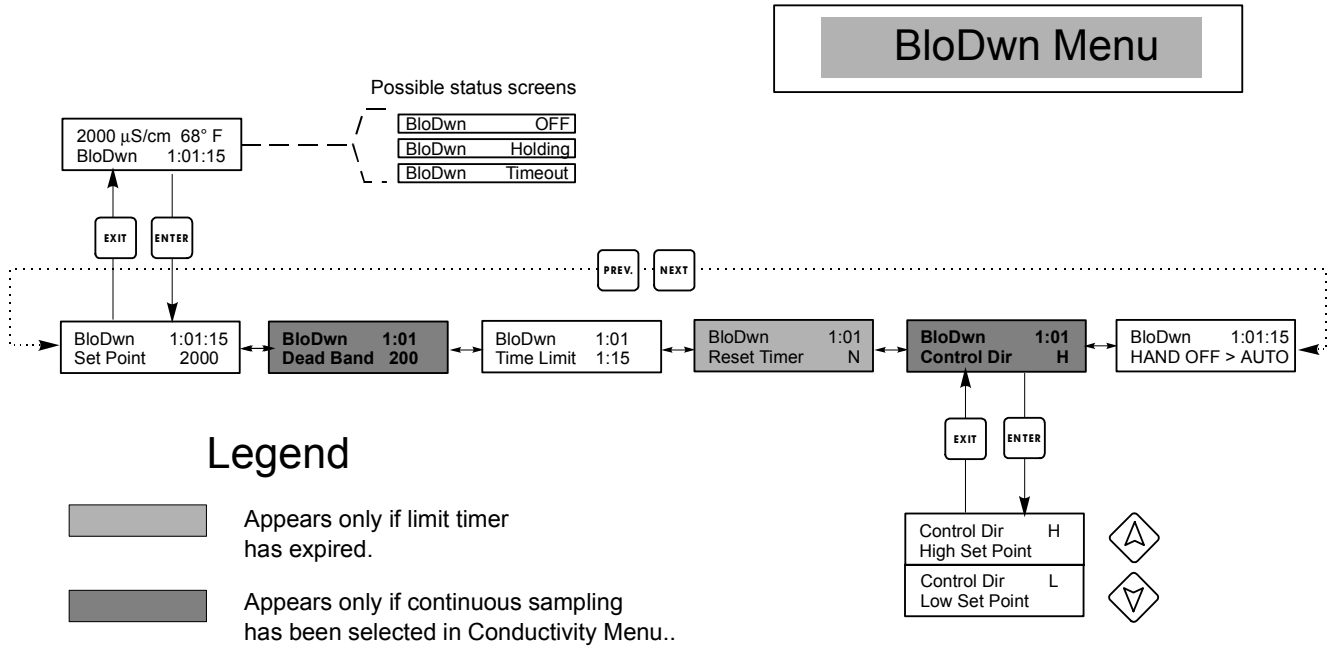 BloDwn Menu
Possible status screens
2000 µS/cm 68° F
BloDwn 1:01:15
BloDwn OFF
BloDwn Holding
BloDwn Timeout
EXIT
ENTER
PREV.
NEXT
BloDwn 1:01:15
Set Point 2000
BloDwn 1:01
Dead Band 200
BloDwn 1:01
Time Limit 1:15
BloDwn 1:01
Reset Timer N
BloDwn 1:01
Control Dir H
BloDwn 1:01:15
HAND OFF > AUTO
EXIT
ENTER
Control Dir H
High Set Point
Control Dir L
Low Set Point
Legend
Appears only if limit timer
has expired.
Appears only if continuous sampling
has been selected in Conductivity Menu..